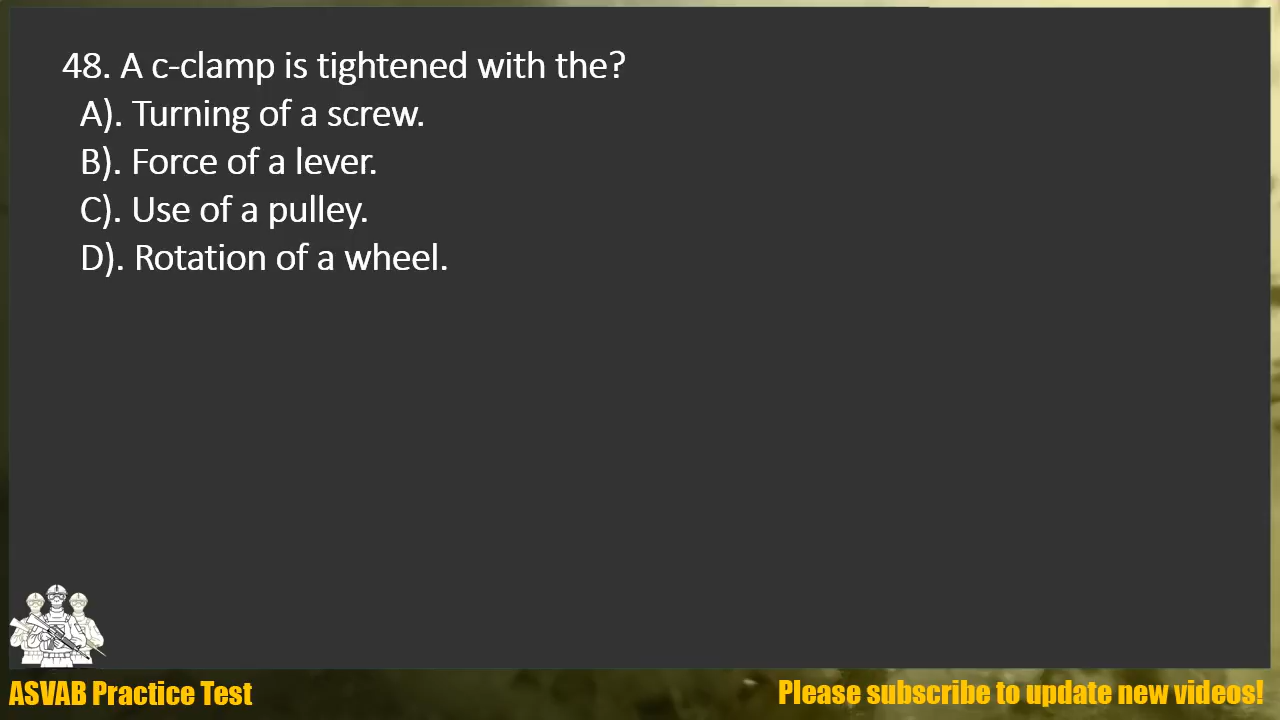 48. A c-clamp is tightened with the?
A). Turning of a screw.
B). Force of a lever.
C). Use of a pulley.
D). Rotation of a wheel.
ASVAB Practice Test
Please subscribe to update new videos!